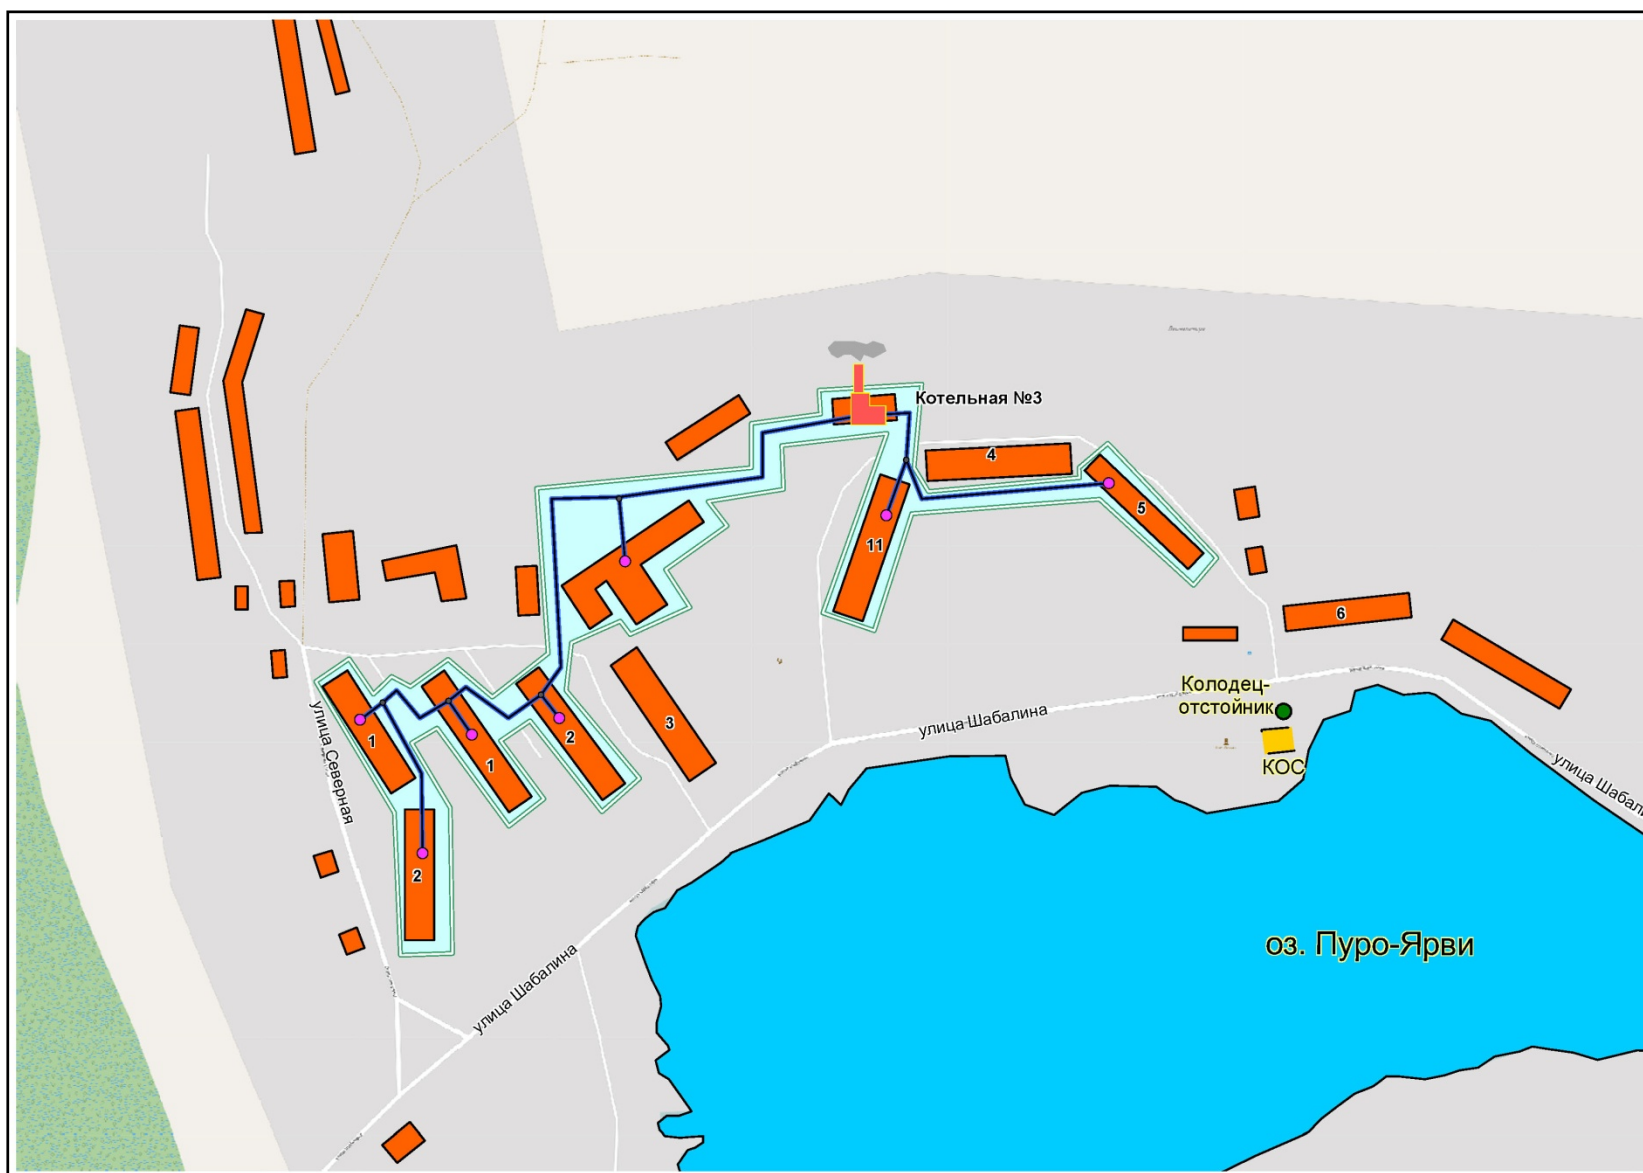 Котельная №3
4
5
11
6
3
2
1
1
2
Колодец-
отстойник
КОС
улица Шабалина
улица Северная
улица Шабалина
улица Шабали
оз. Пуро-Ярви